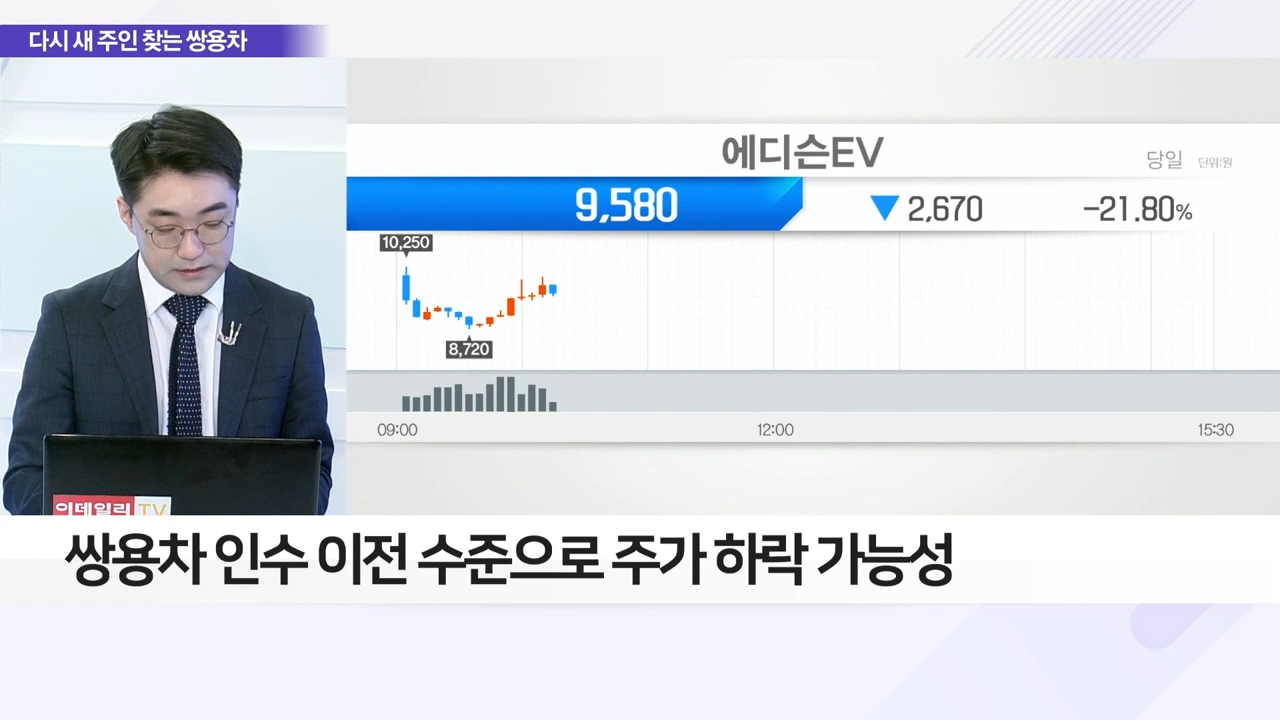 다시 새 주인 찾는 쌍용차
에디슨EV
당일 단위:원
9,580 ▼ 2,670 -21.80%
10,250
8,720
09:00 12:00 15:30
이데일리 TV
쌍용차 인수 이전 수준으로 주가 하락 가능성